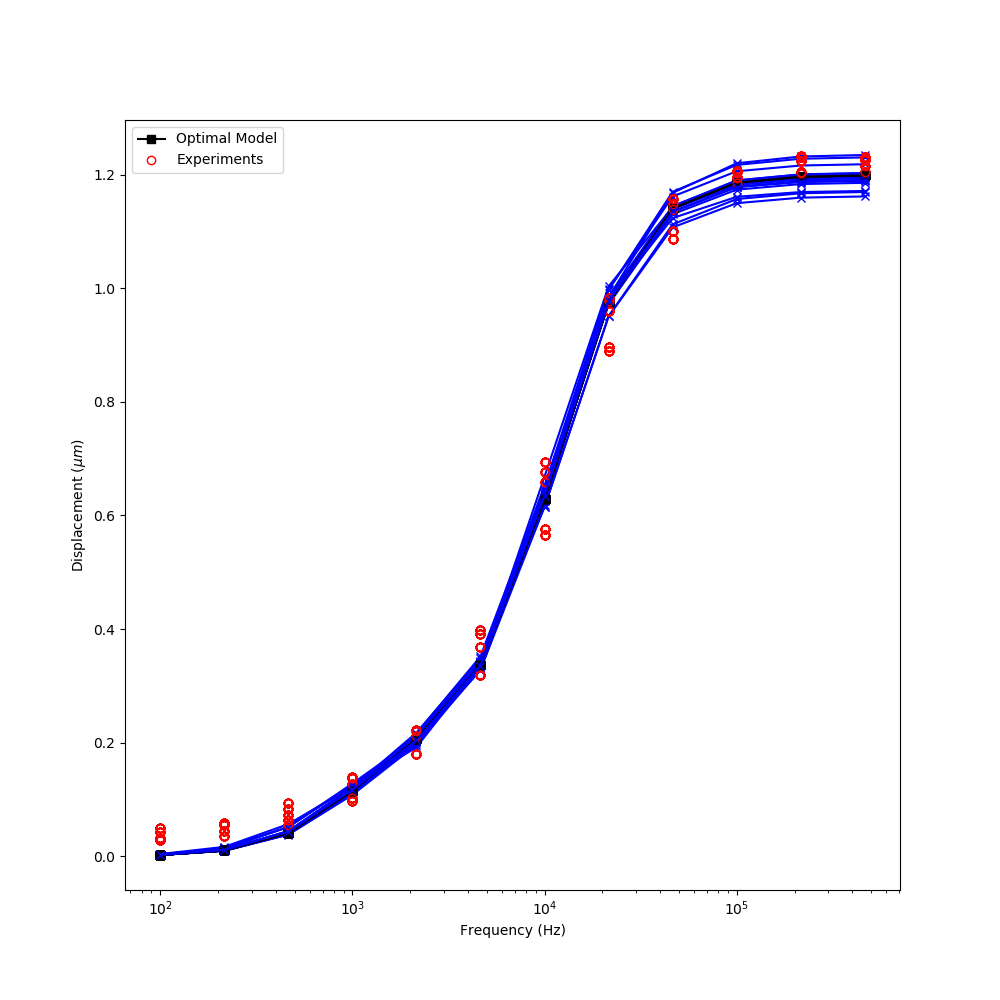 Optimal Model
Experiments
1.2
1.0
0.8
0.6
0.4
0.2
0.0
Displacement (μm)
10²
10³
10⁴
10⁵
Frequency (Hz)